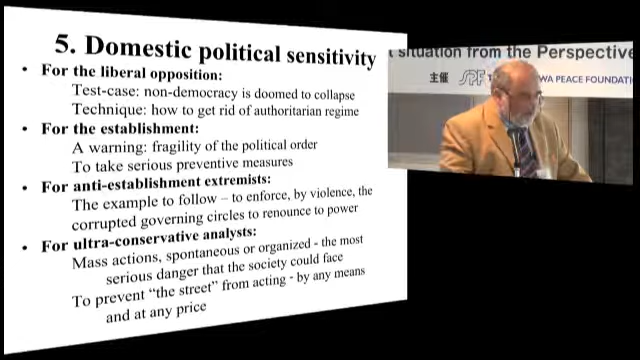 5. Domestic political sensitivity
• For the liberal opposition:
Test-case: non-democracy is doomed to collapse
Technique: how to get rid of authoritarian regime
• For the establishment:
A warning: fragility of the political order
To take serious preventive measures
• For anti-establishment extremists:
The example to follow – to enforce, by violence, the
corrupted governing circles to renounce to power
• For ultra-conservative analysts:
Mass actions, spontaneous or organized - the most
serious danger that the society could face
To prevent “the street” from acting - by any means
and at any price
t situation from the Perspective
主催 SPF PEACE FOUNDATI